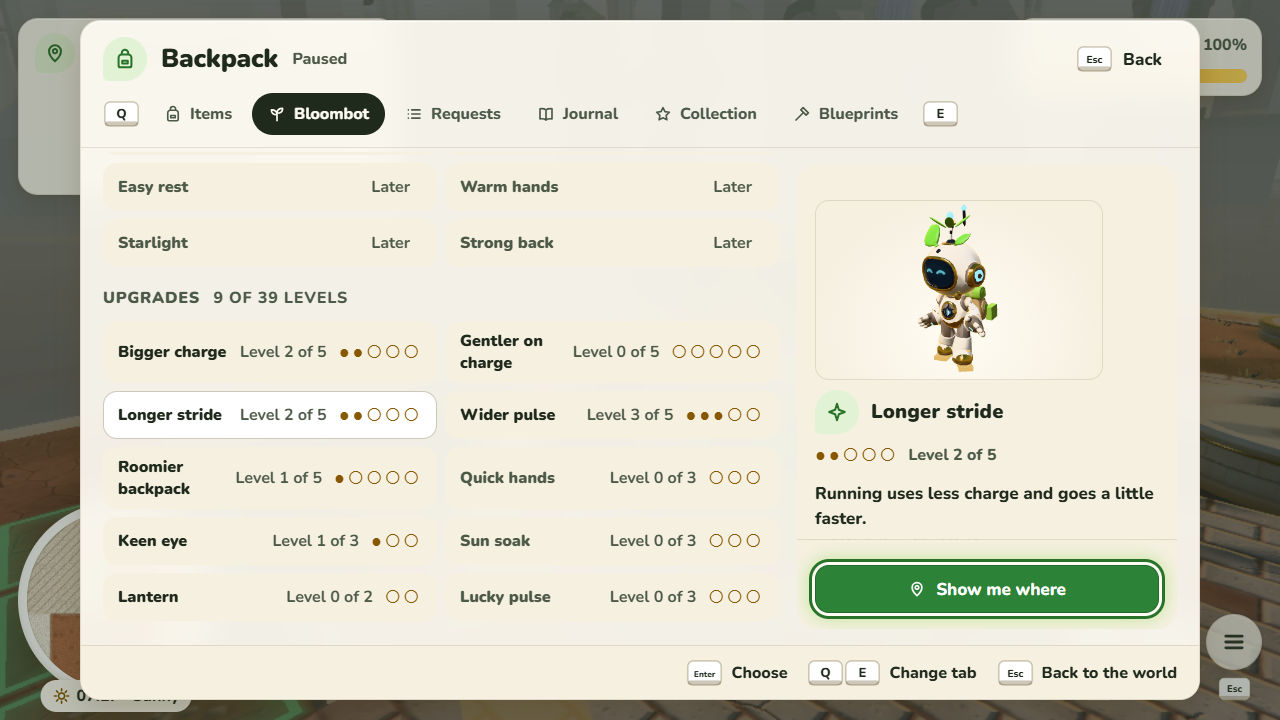 Backpack Paused
Esc Back
100%
Q Items Bloombot Requests Journal Collection Blueprints E
Easy rest Later
Warm hands Later
Starlight Later
Strong back Later
UPGRADES 9 OF 39 LEVELS
Bigger charge Level 2 of 5
Gentler on
charge
Level 0 of 5
Longer stride Level 2 of 5
Wider pulse Level 3 of 5
Roomier
backpack
Level 1 of 5
Quick hands Level 0 of 3
Keen eye Level 1 of 3
Sun soak Level 0 of 3
Lantern Level 0 of 2
Lucky pulse Level 0 of 3
Longer stride
Level 2 of 5
Running uses less charge and goes a little
faster.
Show me where
Enter Choose Q E Change tab Esc Back to the world
Esc